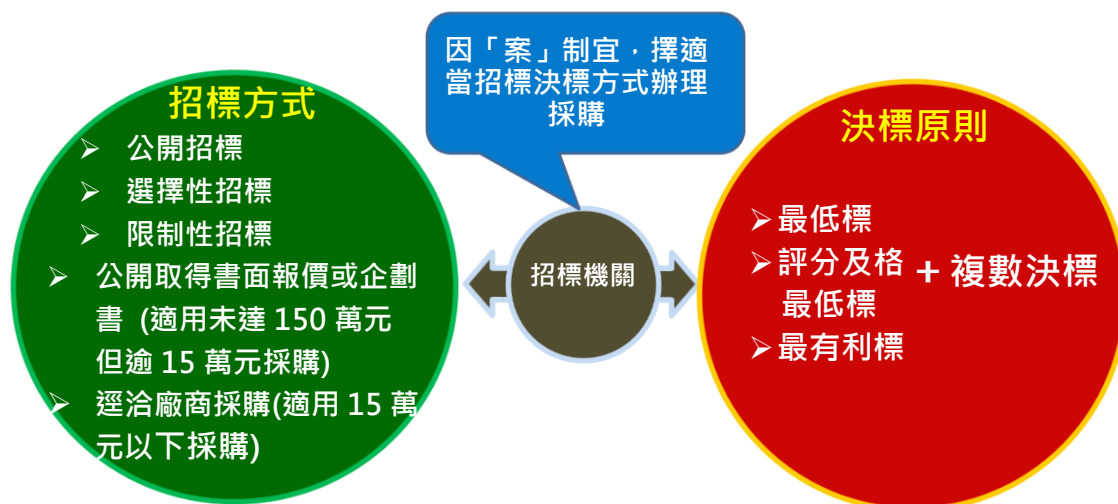 因「案」制宜，擇適
當招標決標方式辦理
採購
招標方式
➢ 公開招標
➢ 選擇性招標
➢ 限制性招標
➢ 公開取得書面報價或企劃
書 (適用未達 150 萬元
但逾 15 萬元採購)
➢ 逕洽廠商採購(適用 15 萬
元以下採購)
招標機關
決標原則
➢最低標
➢評分及格
最低標
➢最有利標
+ 複數決標